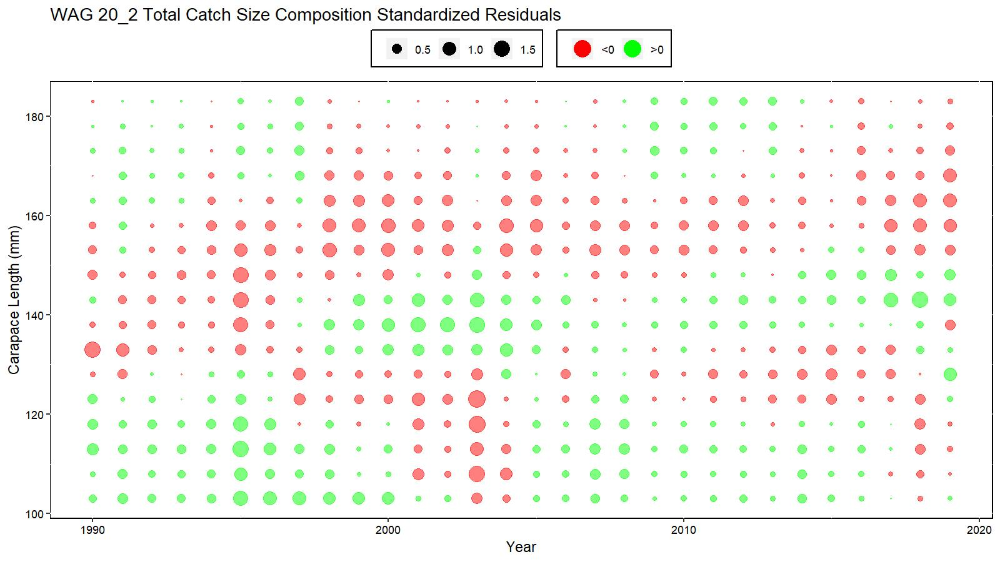 WAG 20_2 Total Catch Size Composition Standardized Residuals
0.5 1.0 1.5 <0 >0
180
160
140
120
100
Carapace Length (mm)
1990 2000 2010 2020
Year